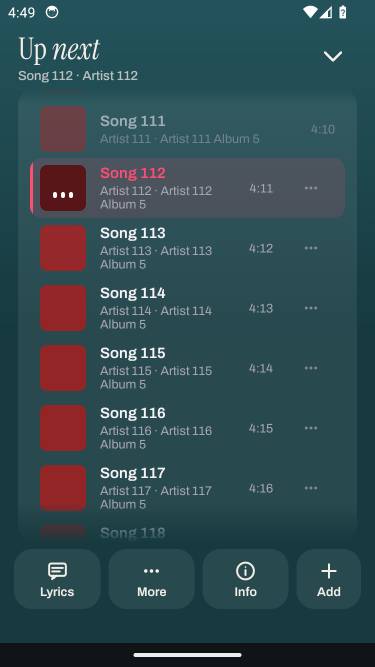 4:49
Up next
Song 112 · Artist 112
Song 111
Artist 111 · Artist 111 Album 5
4:10
Song 112
Artist 112 · Artist 112
Album 5
4:11
Song 113
Artist 113 · Artist 113
Album 5
4:12
Song 114
Artist 114 · Artist 114
Album 5
4:13
Song 115
Artist 115 · Artist 115
Album 5
4:14
Song 116
Artist 116 · Artist 116
Album 5
4:15
Song 117
Artist 117 · Artist 117
Album 5
4:16
Song 118
Lyrics
More
Info
Add